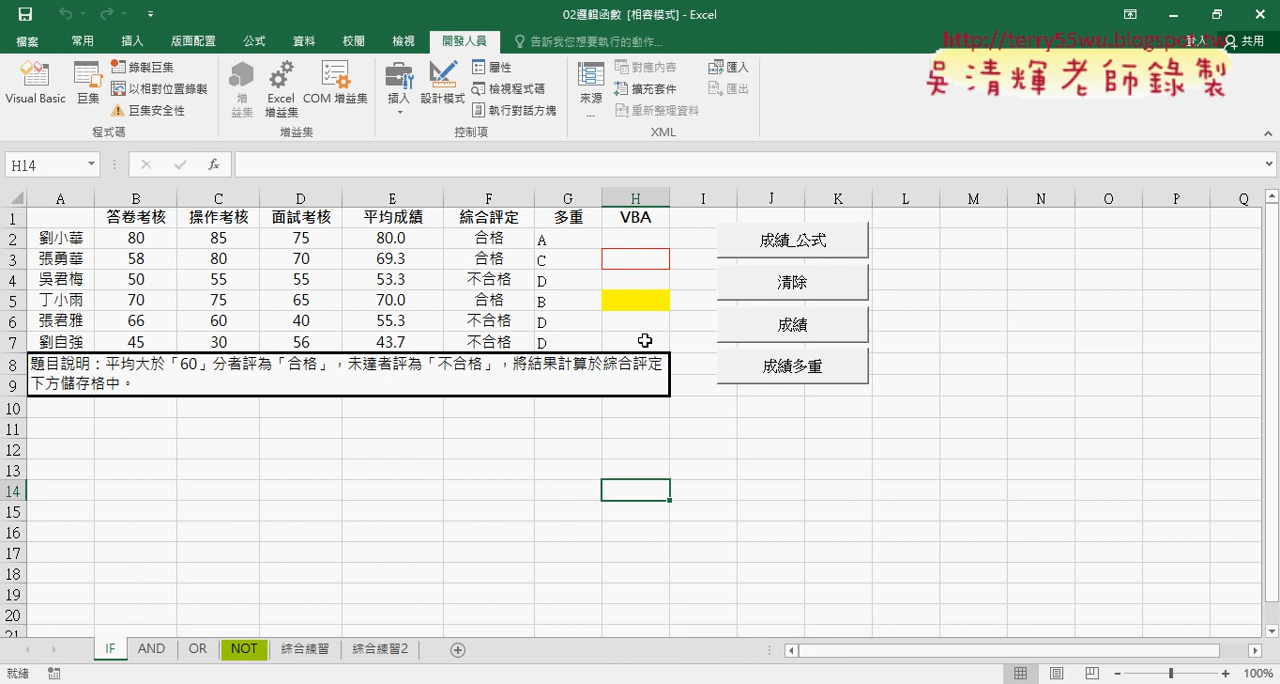 02邏輯函數 [相容模式] - Excel
檔案 常用 插入 版面配置 公式 資料 校閱 檢視 開發人員 告訴我您想要執行的動作... 登入 共用
http://terry55wu.blogspot.tw
吳清輝老師錄製
Visual Basic 巨集 錄製巨集 以相對位置錄製 巨集安全性 程式碼
增益集 Excel 增益集 COM 增益集 增益集
插入 設計模式 屬性 檢視程式碼 執行對話方塊 控制項
來源... 對應內容 擴充套件 重新整理資料 匯入 匯出 XML
H14 fx
A B C D E F G H I J K L M N O P Q
1 答卷考核 操作考核 面試考核 平均成績 綜合評定 多重 VBA
2 劉小華 80 85 75 80.0 合格 A
3 張勇華 58 80 70 69.3 合格 C
4 吳君梅 50 55 55 53.3 不合格 D
5 丁小雨 70 75 65 70.0 合格 B
6 張君雅 66 60 40 55.3 不合格 D
7 劉自強 45 30 56 43.7 不合格 D
8 題目說明：平均大於「60」分者評為「合格」，未達者評為「不合格」，將結果計算於綜合評定
9 下方儲存格中。
成績_公式
清除
成績
成績多重
10
11
12
13
14
15
16
17
18
19
20
21
IF AND OR NOT 綜合練習 綜合練習2
就緒 100%